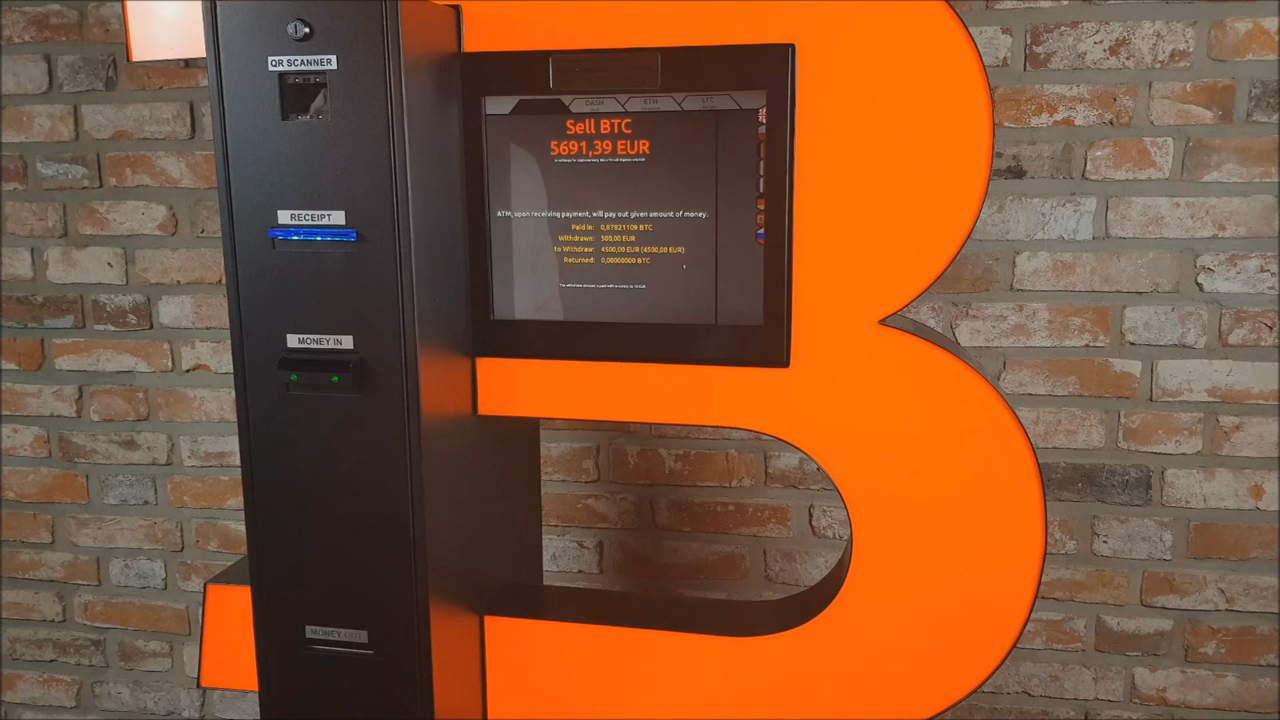 QR SCANNER
RECEIPT
MONEY IN
MONEY OUT
DASH
ETH
LTC
Sell BTC
5691,39 EUR
ATM, upon receiving payment, will pay out given amount of money.
Paid in: 0,87821109 BTC
Withdrawn: 500,00 EUR
to Withdraw: 4500,00 EUR (4500,00 EUR)
Returned: 0,00000000 BTC